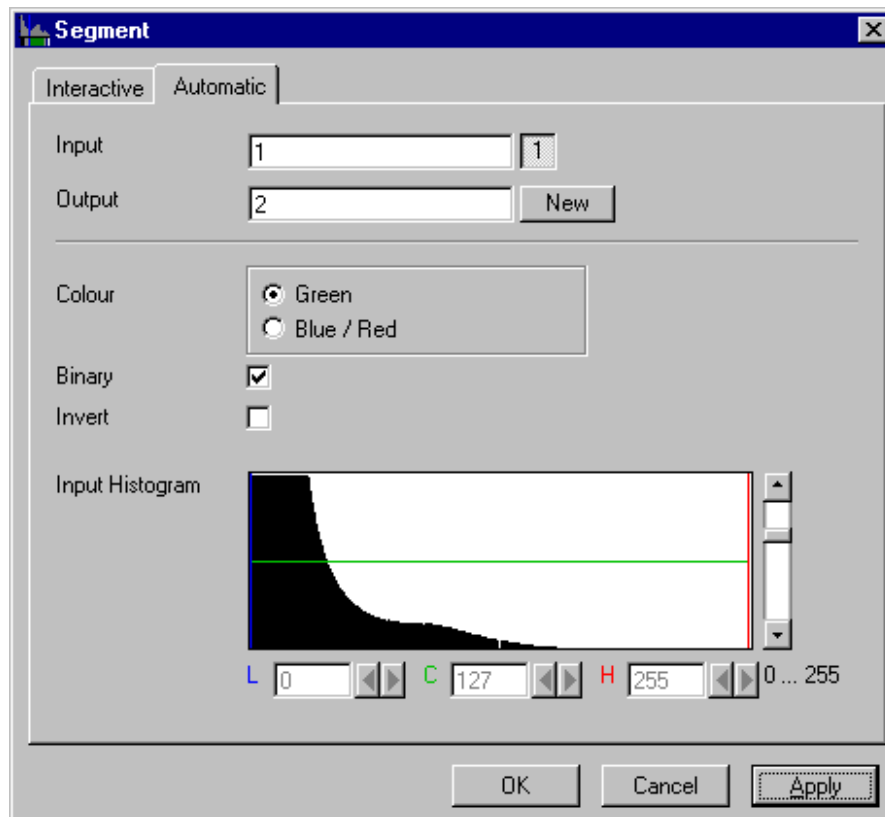 Segment
Interactive Automatic
Input 1 1
Output 2 New
Colour Green
Blue / Red
Binary
Invert
Input Histogram
L 0 C 127 H 255 0 ... 255
OK Cancel Apply